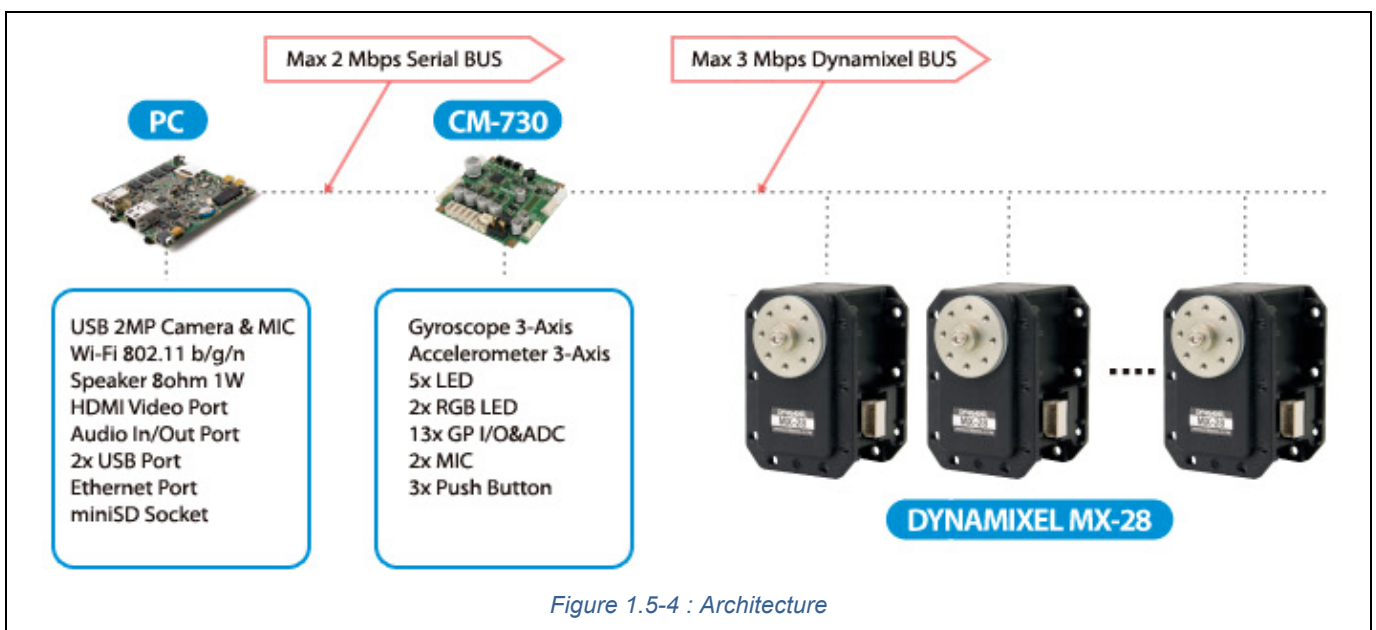 Max 2 Mbps Serial BUS
Max 3 Mbps Dynamixel BUS
PC
CM-730
USB 2MP Camera & MIC
Wi-Fi 802.11 b/g/n
Speaker 8ohm 1W
HDMI Video Port
Audio In/Out Port
2x USB Port
Ethernet Port
miniSD Socket
Gyroscope 3-Axis
Accelerometer 3-Axis
5x LED
2x RGB LED
13x GP I/O&ADC
2x MIC
3x Push Button
DYNAMIXEL
MX-28
DYNAMIXEL
MX-28
DYNAMIXEL
MX-28
DYNAMIXEL MX-28
Figure 1.5-4 : Architecture